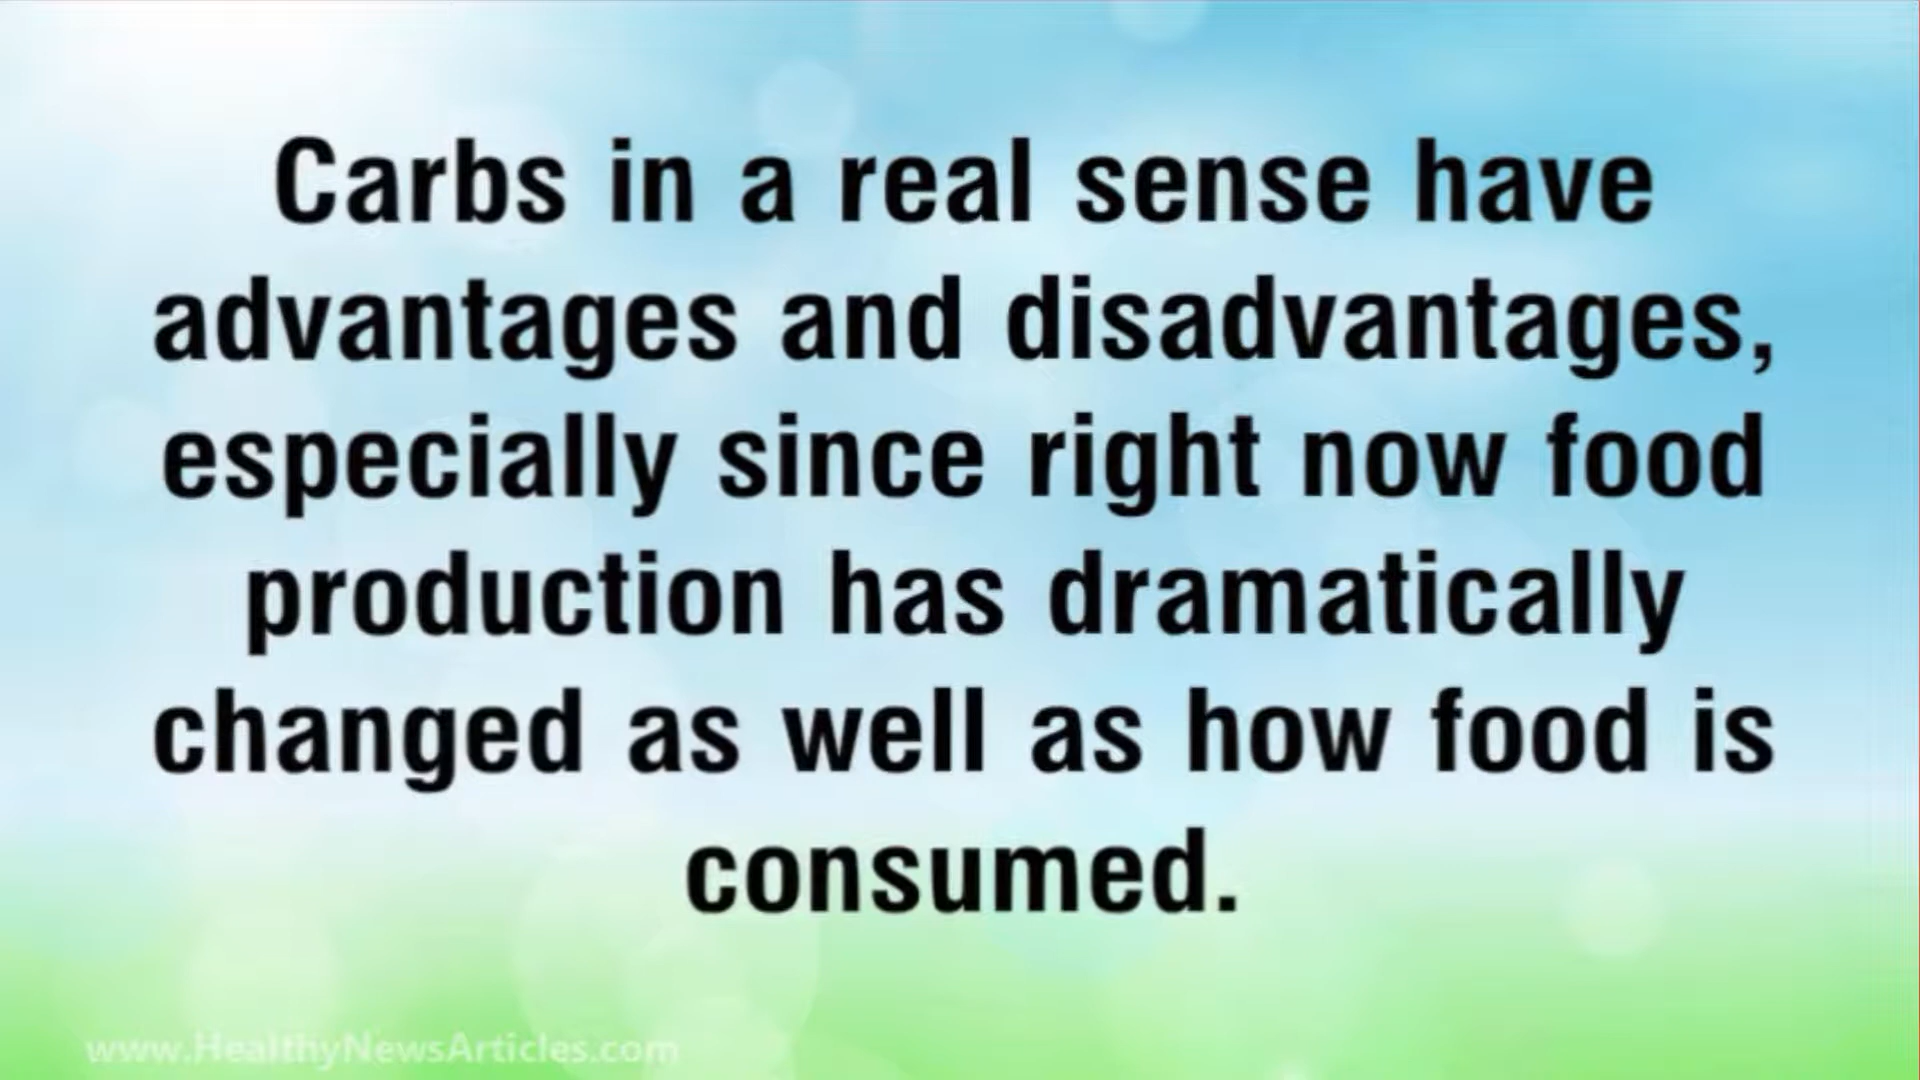 Carbs in a real sense have
advantages and disadvantages,
especially since right now food
production has dramatically
changed as well as how food is
consumed.
www.HealthyNewsArticles.com